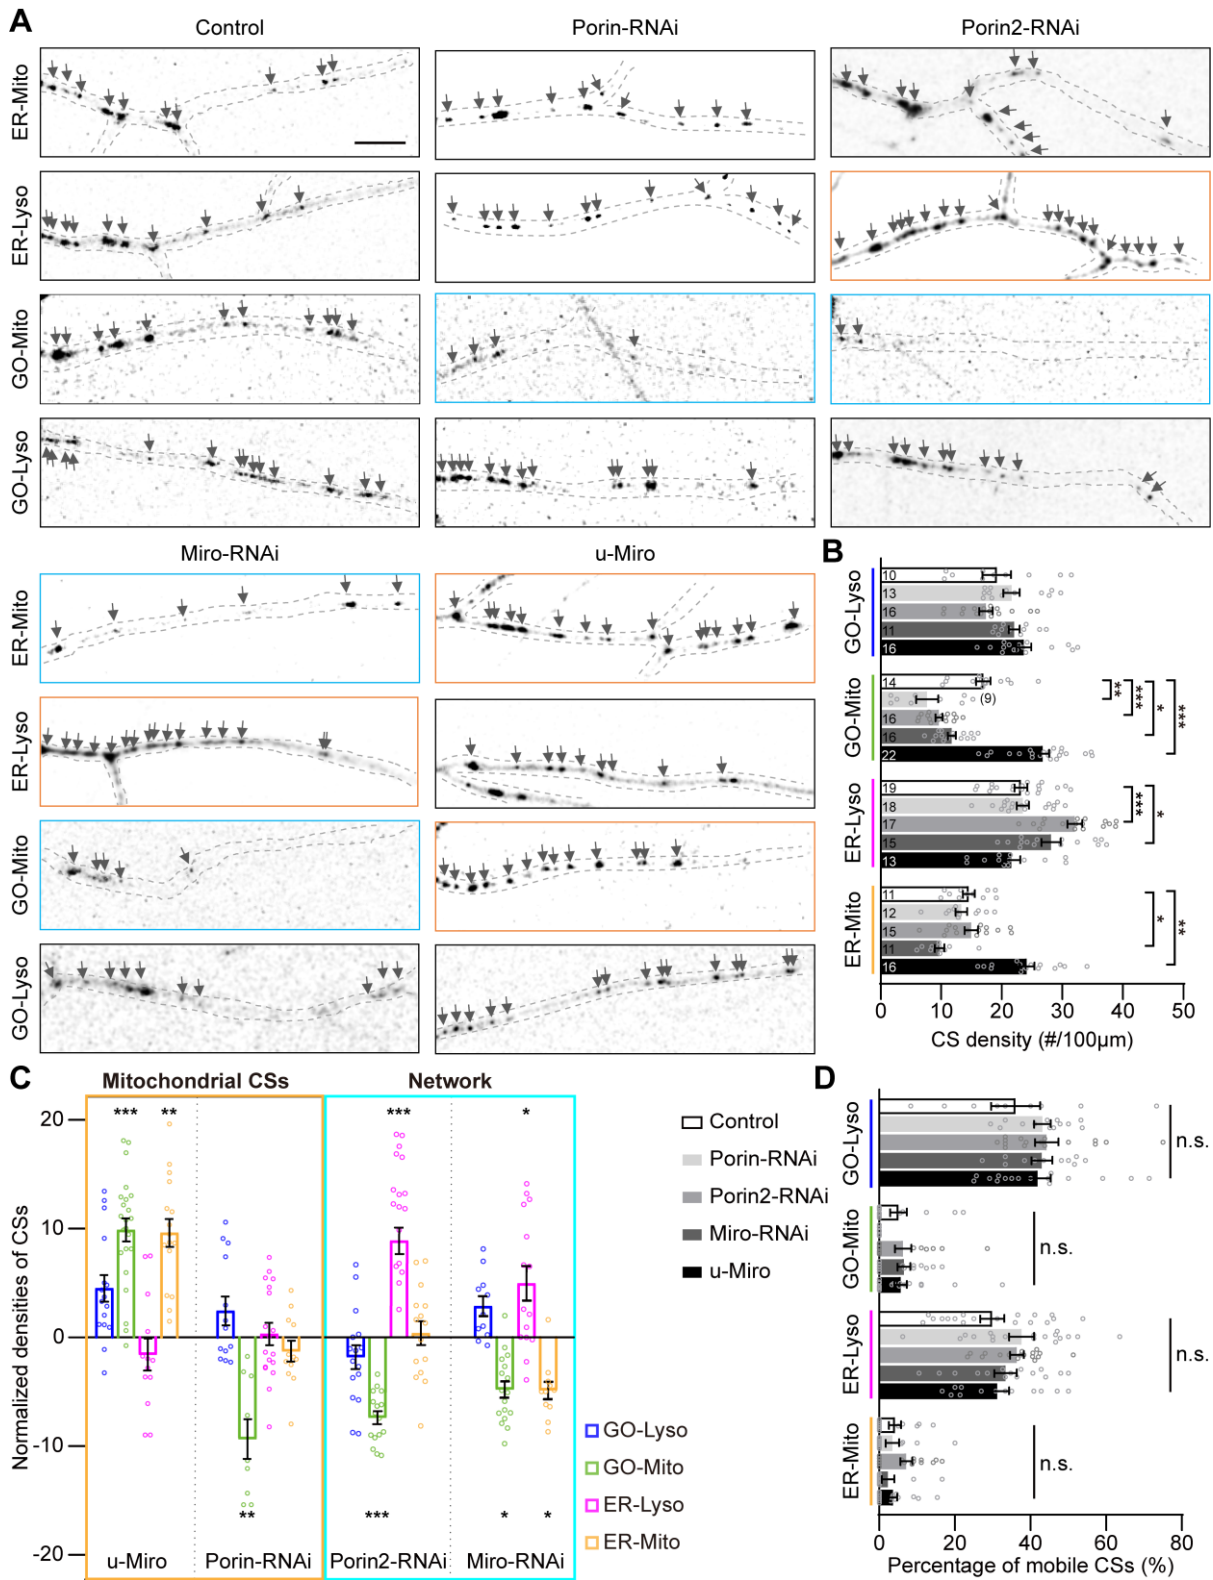 A
Control
Porin-RNAi
Porin2-RNAi
ER-Mito
ER-Lyso
GO-Mito
GO-Lyso
Miro-RNAi
u-Miro
ER-Mito
ER-Lyso
GO-Mito
GO-Lyso
B
GO-Lyso
10
13
16
11
16
GO-Mito
14
(9)
16
16
22
**
***
*
***
ER-Lyso
19
18
17
15
13
***
*
ER-Mito
11
12
15
11
16
*
**
0
10
20
30
40
50
CS density (#/100µm)
C
Mitochondrial CSs
Network
Normalized densities of CSs
20
10
0
-10
-20
***
**
***
*
**
***
*
*
u-Miro
Porin-RNAi
Porin2-RNAi
Miro-RNAi
Control
Porin-RNAi
Porin2-RNAi
Miro-RNAi
u-Miro
GO-Lyso
GO-Mito
ER-Lyso
ER-Mito
D
GO-Lyso
n.s.
GO-Mito
n.s.
ER-Lyso
n.s.
ER-Mito
n.s.
0
20
40
60
80
Percentage of mobile CSs (%)